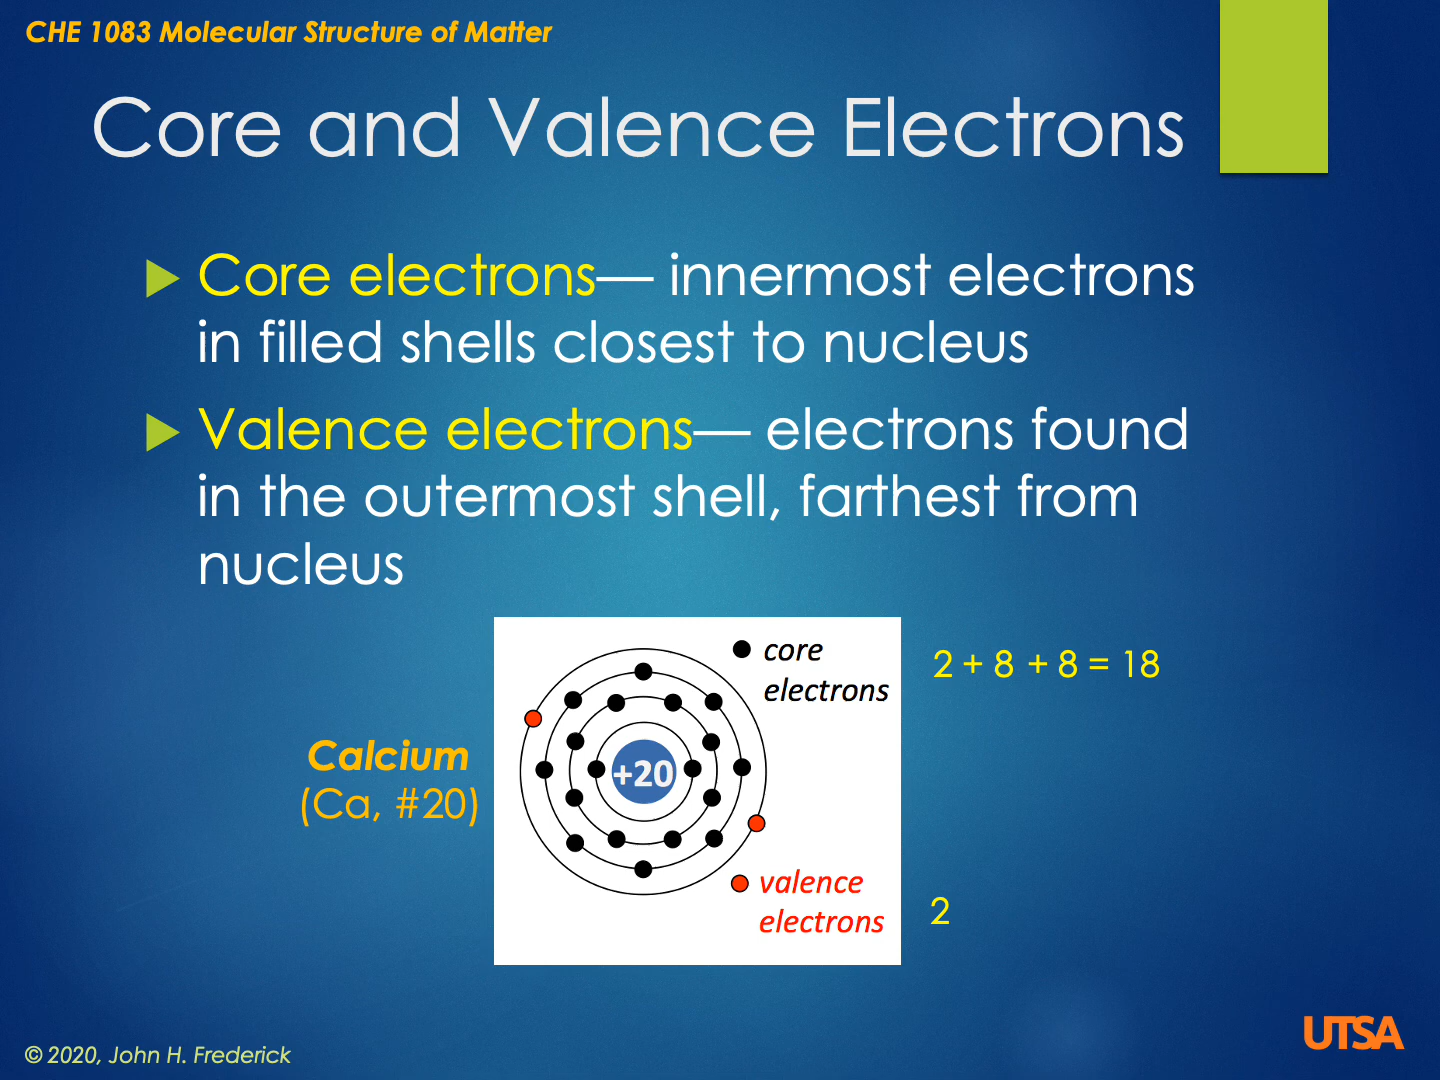 CHE 1083 Molecular Structure of Matter
Core and Valence Electrons
Core electrons— innermost electrons
in filled shells closest to nucleus
Valence electrons— electrons found
in the outermost shell, farthest from
nucleus
core
electrons
2 + 8 + 8 = 18
Calcium
(Ca, #20)
+20
valence
electrons
2
UTSA
© 2020, John H. Frederick